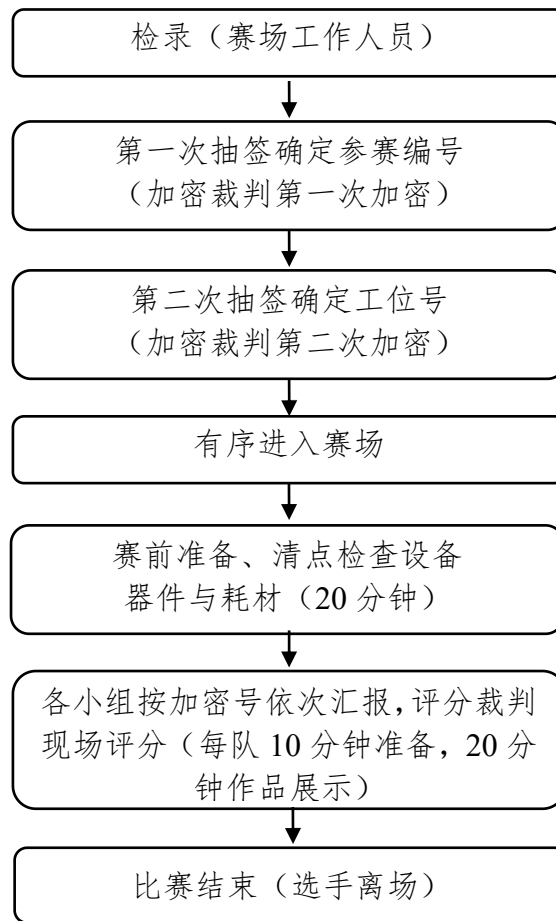 检录（赛场工作人员）
第一次抽签确定参赛编号
（加密裁判第一次加密）
第二次抽签确定工位号
（加密裁判第二次加密）
有序进入赛场
赛前准备、清点检查设备
器件与耗材（20 分钟）
各小组按加密号依次汇报，评分裁判
现场评分（每队 10 分钟准备，20 分
钟作品展示）
比赛结束（选手离场）